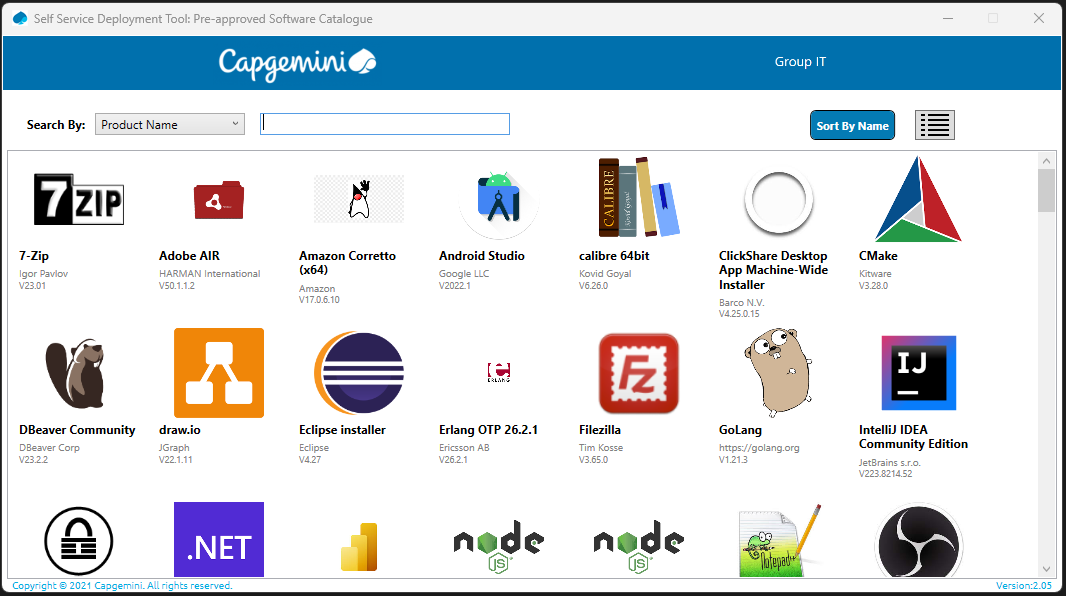 Self Service Deployment Tool: Pre-approved Software Catalogue
Capgemini
Group IT
Search By:
Product Name
Sort By Name
7ZIP
CALIBRE
Kovid Goyal
7-Zip
Igor Pavlov
V23.01
Adobe AIR
HARMAN International
V50.1.1.2
Amazon Corretto
(x64)
Amazon
V17.0.6.10
Android Studio
Google LLC
V2022.1
calibre 64bit
Kovid Goyal
V6.26.0
ClickShare Desktop
App Machine-Wide
Installer
Barco N.V.
V4.25.0.15
CMake
Kitware
V3.28.0
ERLANG
Fz
IJ
DBeaver Community
DBeaver Corp
V23.2.2
draw.io
JGraph
V22.1.11
Eclipse installer
Eclipse
V4.27
Erlang OTP 26.2.1
Ericsson AB
V26.2.1
Filezilla
Tim Kosse
V3.65.0
GoLang
https://golang.org
V1.21.3
IntelliJ IDEA
Community Edition
JetBrains s.r.o.
V223.8214.52
.NET
node
JS
node
JS
Notepad++
Copyright © 2021 Capgemini. All rights reserved.
Version:2.05